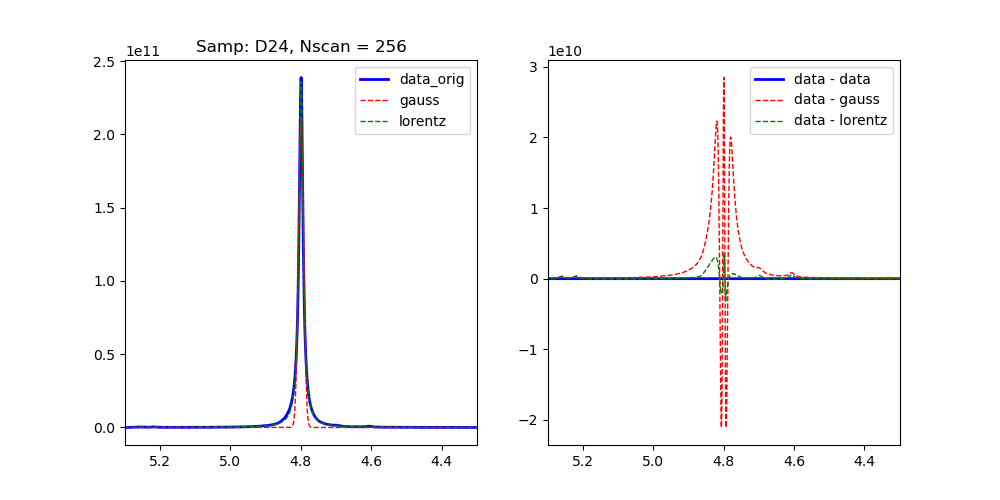 Samp: D24, Nscan = 256
1e11
2.5
2.0
1.5
1.0
0.5
0.0
5.2 5.0 4.8 4.6 4.4
data_orig
gauss
lorentz
1e10
3
2
1
0
−1
−2
5.2 5.0 4.8 4.6 4.4
data - data
data - gauss
data - lorentz